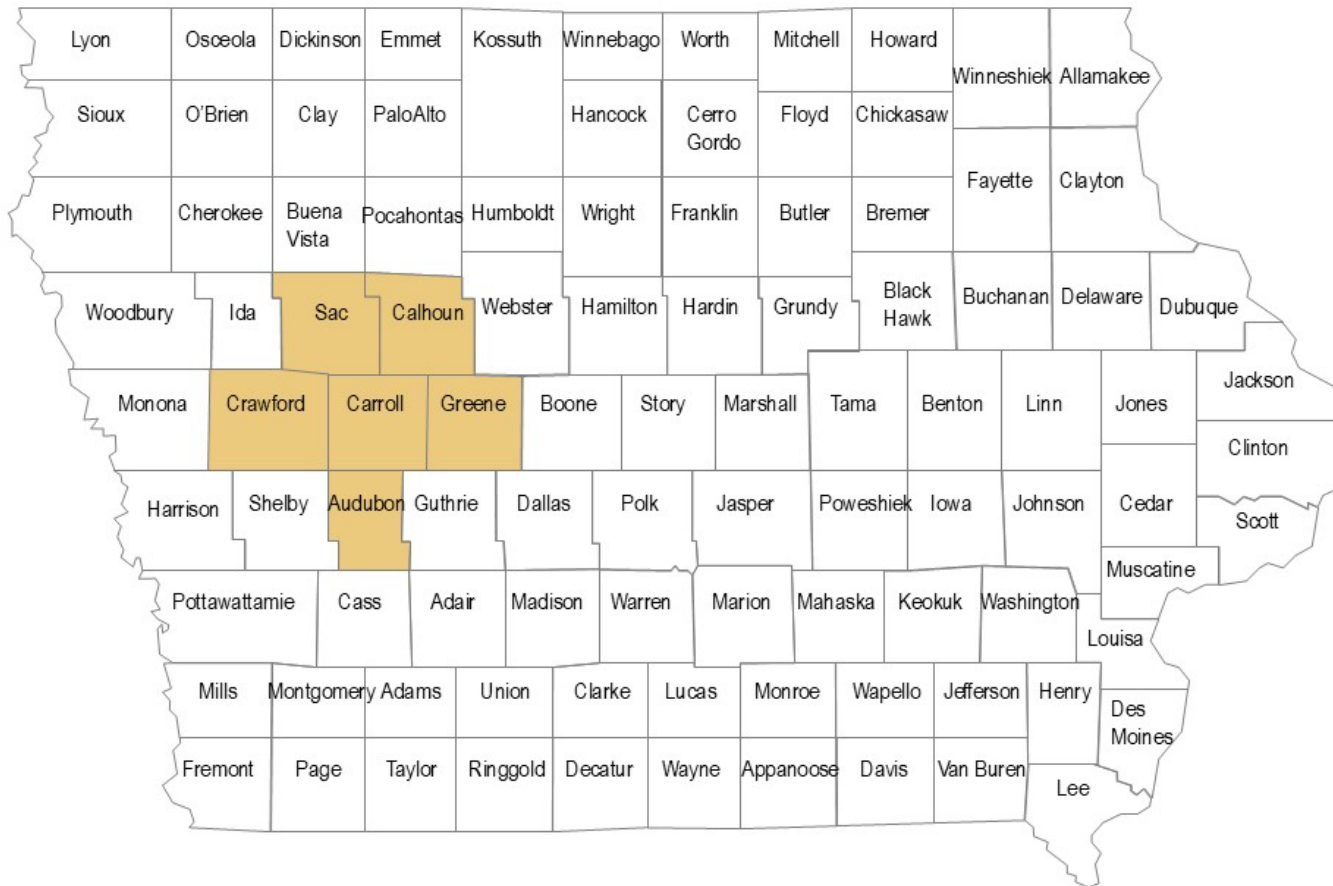 Lyon
Osceola
Dickinson
Emmet
Kossuth
Winnebago
Worth
Mitchell
Howard
Winneshiek
Allamakee
Sioux
O'Brien
Clay
PaloAlto
Hancock
Cerro
Gordo
Floyd
Chickasaw
Fayette
Clayton
Plymouth
Cherokee
Buena
Vista
Pocahontas
Humboldt
Wright
Franklin
Butler
Bremer
Woodbury
Ida
Sac
Calhoun
Webster
Hamilton
Hardin
Grundy
Black
Hawk
Buchanan
Delaware
Dubuque
Monona
Crawford
Carroll
Greene
Boone
Story
Marshall
Tama
Benton
Linn
Jones
Jackson
Clinton
Harrison
Shelby
Audubon
Guthrie
Dallas
Polk
Jasper
Poweshiek
Iowa
Johnson
Cedar
Scott
Muscatine
Pottawattamie
Cass
Adair
Madison
Warren
Marion
Mahaska
Keokuk
Washington
Louisa
Mills
Montgomery
Adams
Union
Clarke
Lucas
Monroe
Wapello
Jefferson
Henry
Des
Moines
Fremont
Page
Taylor
Ringgold
Decatur
Wayne
Appanoose
Davis
Van Buren
Lee